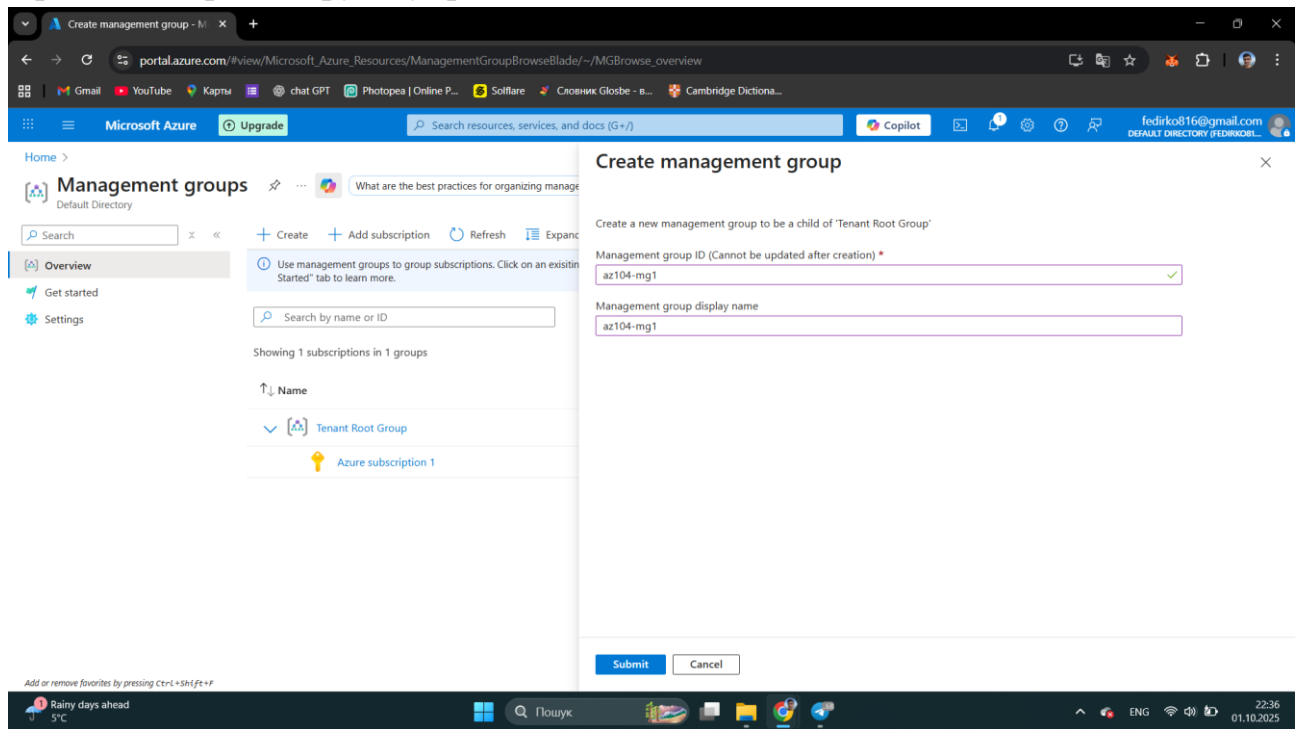 Create management group - M
portal.azure.com/#view/Microsoft_Azure_Resources/ManagementGroupBrowseBlade/~/MGBrowse_overview
Gmail YouTube Карты chat GPT Photopea | Online P... Solflare Словник Glosbe - в... Cambridge Dictiona...
Microsoft Azure Upgrade Search resources, services, and docs (G+/) Copilot 1 fedirko816@gmail.com
DEFAULT DIRECTORY (FEDIRKO81...
Home >
Management groups
Default Directory
What are the best practices for organizing manage
Search
Overview
Get started
Settings
Create Add subscription Refresh Expand
Use management groups to group subscriptions. Click on an exisitin
Started" tab to learn more.
Search by name or ID
Showing 1 subscriptions in 1 groups
Name
Tenant Root Group
Azure subscription 1
Add or remove favorites by pressing Ctrl+Shift+F
Create management group
Create a new management group to be a child of 'Tenant Root Group'
Management group ID (Cannot be updated after creation) *
az104-mg1
Management group display name
az104-mg1
Submit Cancel
1 Rainy days ahead
5°C
Пошук
ENG
22:36
01.10.2025